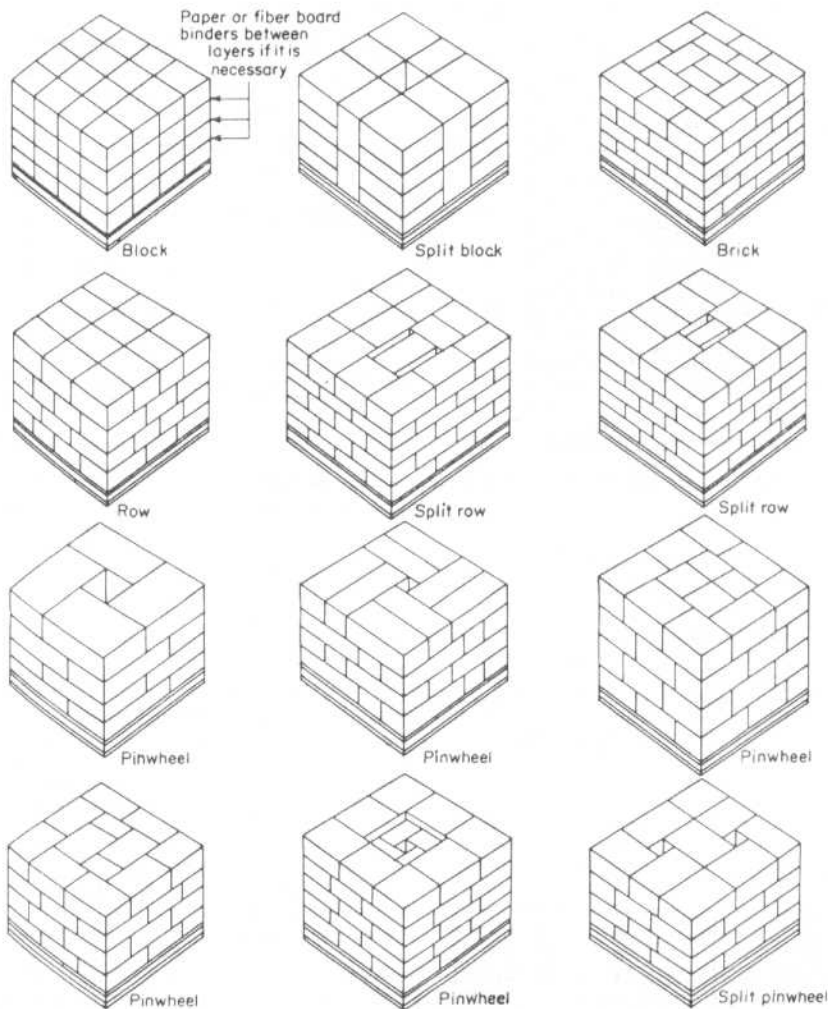 Paper or fiber board
binders between
layers if it is
necessary
Block
Split block
Brick
Row
Split row
Split row
Pinwheel
Pinwheel
Pinwheel
Pinwheel
Pinwheel
Split pinwheel